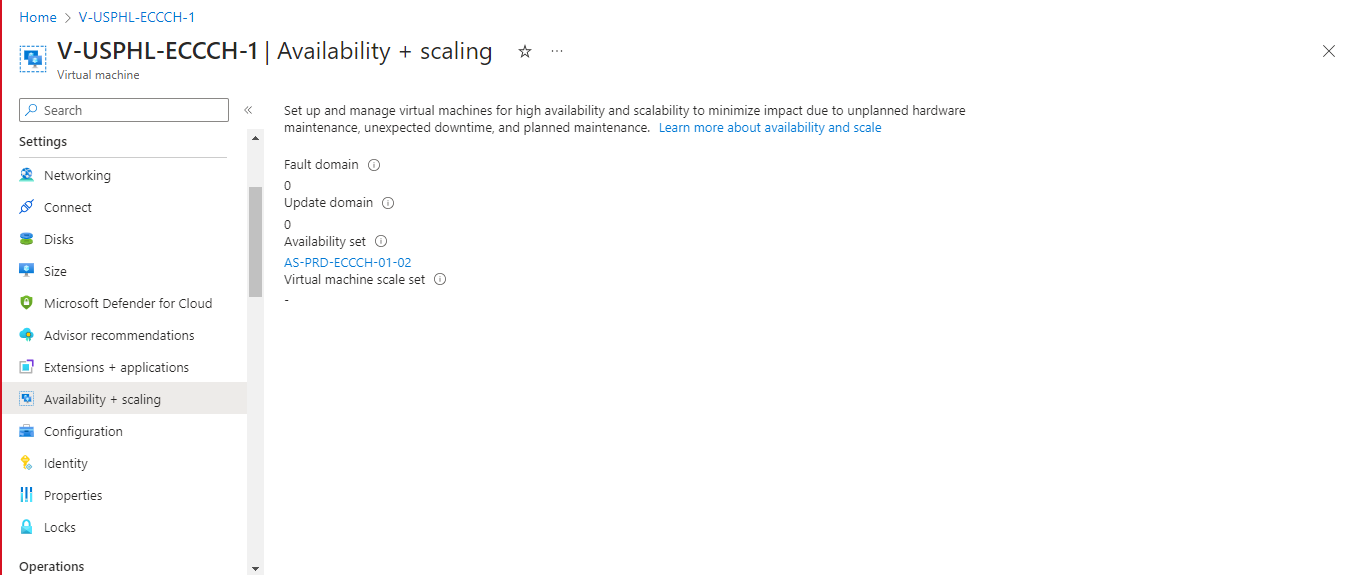 Home > V-USPHL-ECCCH-1
V-USPHL-ECCCH-1 | Availability + scaling
Virtual machine
Search
Settings
Networking
Connect
Disks
Size
Microsoft Defender for Cloud
Advisor recommendations
Extensions + applications
Availability + scaling
Configuration
Identity
Properties
Locks
Operations
Set up and manage virtual machines for high availability and scalability to minimize impact due to unplanned hardware
maintenance, unexpected downtime, and planned maintenance. Learn more about availability and scale
Fault domain
0
Update domain
0
Availability set
AS-PRD-ECCCH-01-02
Virtual machine scale set
-